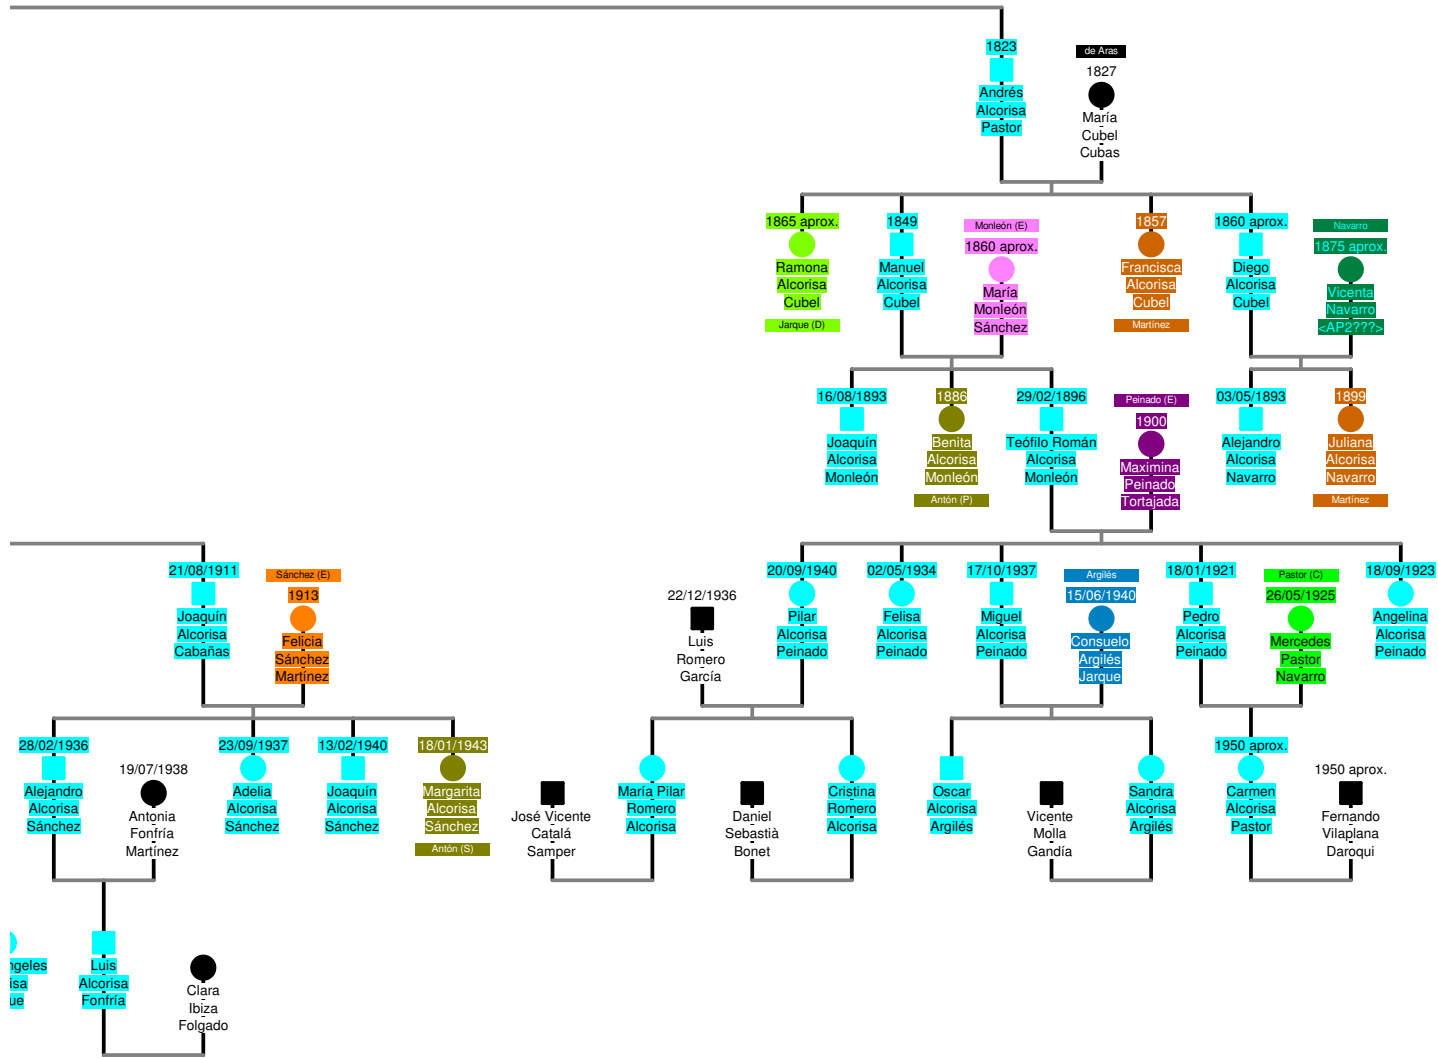 1823
Andrés
Alcorisa
Pastor
de Aras
1827
María
Cubel
Cubas
1865 aprox.
Ramona
Alcorisa
Cubel
Jarque (D)
1849
Manuel
Alcorisa
Cubel
Monleón (E)
1860 aprox.
María
Monleón
Sánchez
1857
Francisca
Alcorisa
Cubel
Martínez
1860 aprox.
Diego
Alcorisa
Cubel
Navarro
1875 aprox.
Vicenta
Navarro
<AP2???>
16/08/1893
Joaquín
Alcorisa
Monleón
1886
Benita
Alcorisa
Monleón
Antón (P)
29/02/1896
Teófilo Román
Alcorisa
Monleón
Peinado (E)
1900
Maximina
Peinado
Tortajada
03/05/1893
Alejandro
Alcorisa
Navarro
1899
Juliana
Alcorisa
Navarro
Martínez
21/08/1911
Joaquín
Alcorisa
Cabañas
Sánchez (E)
1913
Felicia
Sánchez
Martínez
22/12/1936
Luis
Romero
García
20/09/1940
Pilar
Alcorisa
Peinado
02/05/1934
Felisa
Alcorisa
Peinado
17/10/1937
Miguel
Alcorisa
Peinado
Argilés
15/06/1940
Consuelo
Argilés
Jarque
18/01/1921
Pedro
Alcorisa
Peinado
Pastor (C)
26/05/1925
Mercedes
Pastor
Navarro
18/09/1923
Angelina
Alcorisa
Peinado
28/02/1936
Alejandro
Alcorisa
Sánchez
19/07/1938
Antonia
Fonfría
Martínez
23/09/1937
Adelia
Alcorisa
Sánchez
13/02/1940
Joaquín
Alcorisa
Sánchez
18/01/1943
Margarita
Alcorisa
Sánchez
Antón (S)
José Vicente
Catalá
Samper
María Pilar
Romero
Alcorisa
Daniel
Sebastià
Bonet
Cristina
Romero
Alcorisa
Oscar
Alcorisa
Argilés
Vicente
Molla
Gandía
Sandra
Alcorisa
Argilés
1950 aprox.
Carmen
Alcorisa
Pastor
1950 aprox.
Fernando
Vilaplana
Daroqui
ngeles
isa
ue
Luis
Alcorisa
Fonfría
Clara
Ibiza
Folgado